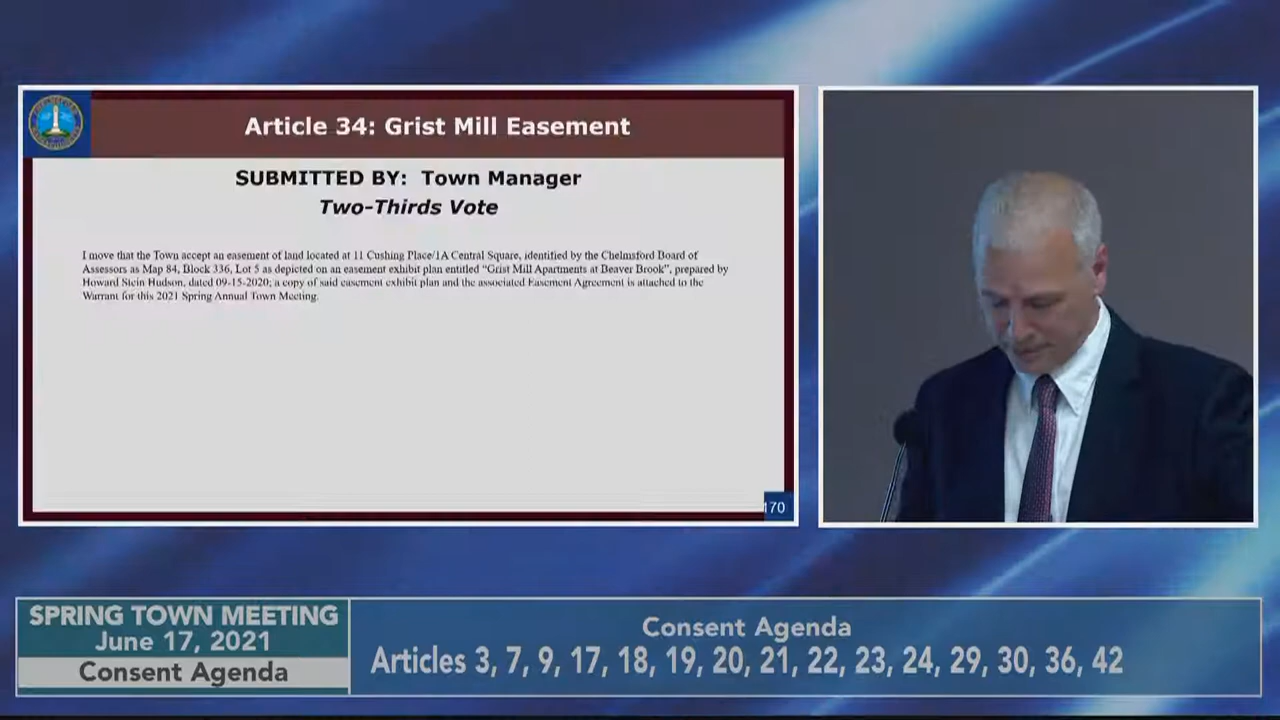 Article 34: Grist Mill Easement
SUBMITTED BY: Town Manager
Two-Thirds Vote
I move that the Town accept an easement of land located at 11 Cushing Place/1A Central Square, identified by the Chelmsford Board of
Assessors as Map 84, Block 336, Lot 5 as depicted on an easement exhibit plan entitled “Grist Mill Apartments at Beaver Brook”, prepared by
Howard Stein Hudson, dated 09-15-2020; a copy of said easement exhibit plan and the associated Easement Agreement is attached to the
Warrant for this 2021 Spring Annual Town Meeting.
170
SPRING TOWN MEETING
June 17, 2021
Consent Agenda
Consent Agenda
Articles 3, 7, 9, 17, 18, 19, 20, 21, 22, 23, 24, 29, 30, 36, 42